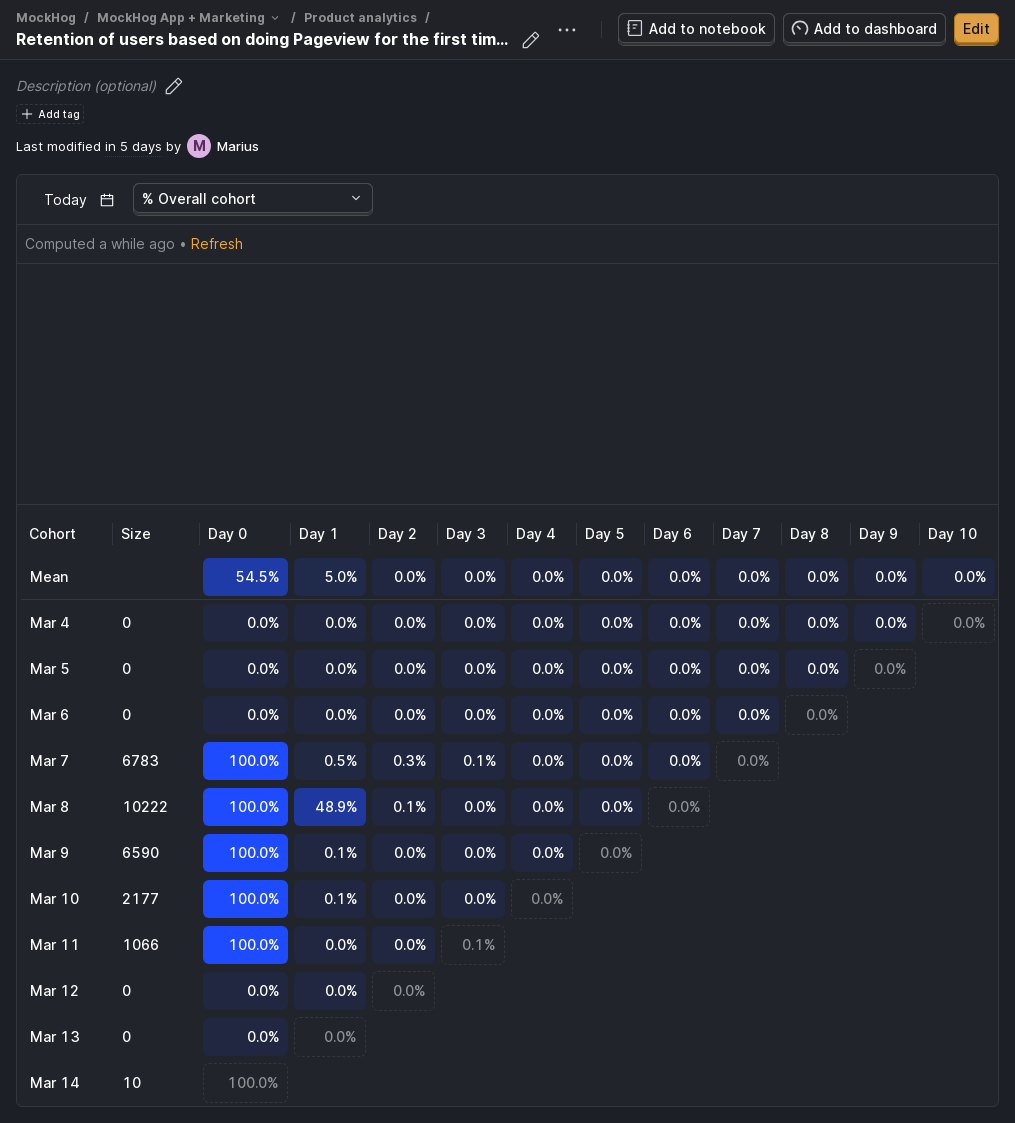 MockHog / MockHog App + Marketing / Product analytics /
Retention of users based on doing Pageview for the first tim...
Add to notebook
Add to dashboard
Edit
Description (optional)
Add tag
Last modified in 5 days by M Marius
Today
% Overall cohort
Computed a while ago • Refresh
Cohort Size Day 0 Day 1 Day 2 Day 3 Day 4 Day 5 Day 6 Day 7 Day 8 Day 9 Day 10
Mean 54.5% 5.0% 0.0% 0.0% 0.0% 0.0% 0.0% 0.0% 0.0% 0.0% 0.0%
Mar 4 0 0.0% 0.0% 0.0% 0.0% 0.0% 0.0% 0.0% 0.0% 0.0% 0.0% 0.0%
Mar 5 0 0.0% 0.0% 0.0% 0.0% 0.0% 0.0% 0.0% 0.0% 0.0% 0.0%
Mar 6 0 0.0% 0.0% 0.0% 0.0% 0.0% 0.0% 0.0% 0.0% 0.0%
Mar 7 6783 100.0% 0.5% 0.3% 0.1% 0.0% 0.0% 0.0% 0.0%
Mar 8 10222 100.0% 48.9% 0.1% 0.0% 0.0% 0.0% 0.0%
Mar 9 6590 100.0% 0.1% 0.0% 0.0% 0.0% 0.0%
Mar 10 2177 100.0% 0.1% 0.0% 0.0% 0.0%
Mar 11 1066 100.0% 0.0% 0.0% 0.1%
Mar 12 0 0.0% 0.0% 0.0%
Mar 13 0 0.0% 0.0%
Mar 14 10 100.0%